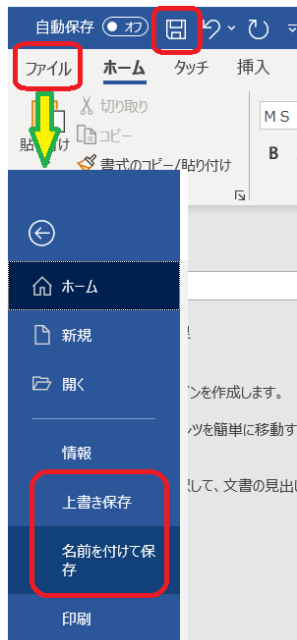 自動保存 オフ
ファイル ホーム タッチ 挿入
切り取り
コピー
書式のコピー/貼り付け
ＭＳ
B
ホーム
新規
開く
情報
上書き保存
名前を付けて保
存
印刷
を作成します。
ツを簡単に移動す
して、文書の見出し